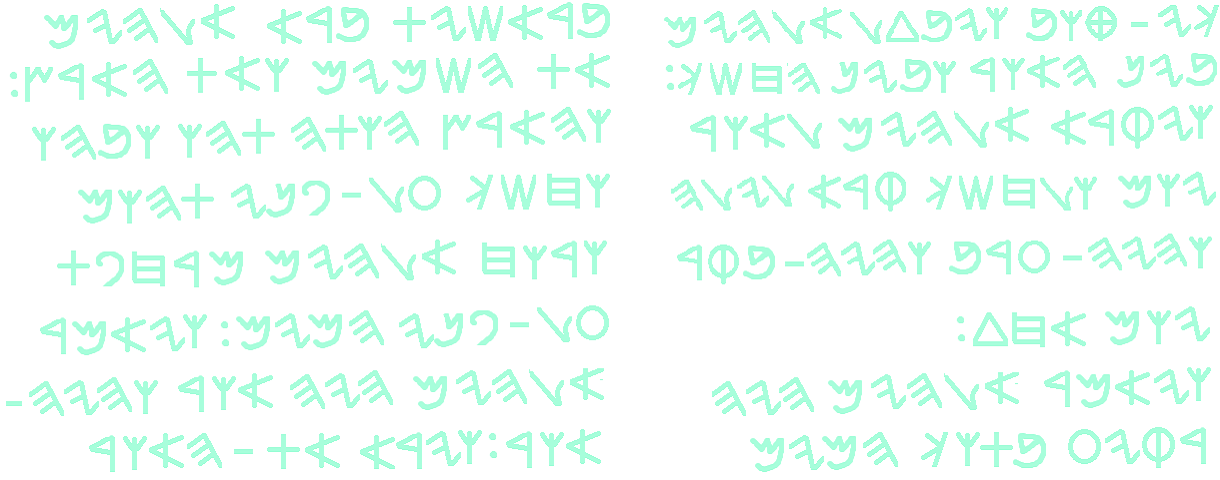 𐤁𐤓𐤀𐤔𐤉𐤕 𐤁𐤓𐤀 𐤀𐤋𐤄𐤉𐤌
𐤀𐤕 𐤄𐤔𐤌𐤉𐤌 𐤅𐤀𐤕 𐤄𐤀𐤓𐤑:
𐤅𐤄𐤀𐤓𐤑 𐤄𐤉𐤕𐤄 𐤕𐤄𐤅 𐤅𐤁𐤄𐤅
𐤅𐤇𐤔𐤊 𐤏𐤋-𐤐𐤍𐤉 𐤕𐤄𐤅𐤌
𐤅𐤓𐤅𐤇 𐤀𐤋𐤄𐤉𐤌 𐤌𐤓𐤇𐤐𐤕
𐤏𐤋-𐤐𐤍𐤉 𐤄𐤌𐤉𐤌: 𐤅𐤉𐤀𐤌𐤓
𐤀𐤋𐤄𐤉𐤌 𐤉𐤄𐤉 𐤀𐤅𐤓 𐤅𐤉𐤄𐤉-
𐤀𐤅𐤓: 𐤅𐤉𐤓𐤀 𐤀𐤕-𐤄𐤀𐤅𐤓
𐤊𐤉-𐤈𐤅𐤁 𐤅𐤉𐤁𐤃𐤋 𐤀𐤋𐤄𐤉𐤌
𐤁𐤉𐤍 𐤄𐤀𐤅𐤓 𐤅𐤁𐤉𐤍 𐤄𐤇𐤔𐤊:
𐤅𐤉𐤒𐤓𐤀 𐤀𐤋𐤄𐤉𐤌 𐤋𐤀𐤅𐤓
𐤉𐤅𐤌 𐤅𐤋𐤇𐤔𐤊 𐤒𐤓𐤀 𐤋𐤉𐤋𐤄
𐤅𐤉𐤄𐤉-𐤏𐤓𐤁 𐤅𐤉𐤄𐤉-𐤁𐤒𐤓
𐤉𐤅𐤌 𐤀𐤇𐤃:
𐤅𐤉𐤀𐤌𐤓 𐤀𐤋𐤄𐤉𐤌 𐤉𐤄𐤉
𐤓𐤒𐤉𐤏 𐤁𐤕𐤅𐤊 𐤄𐤌𐤉𐤌